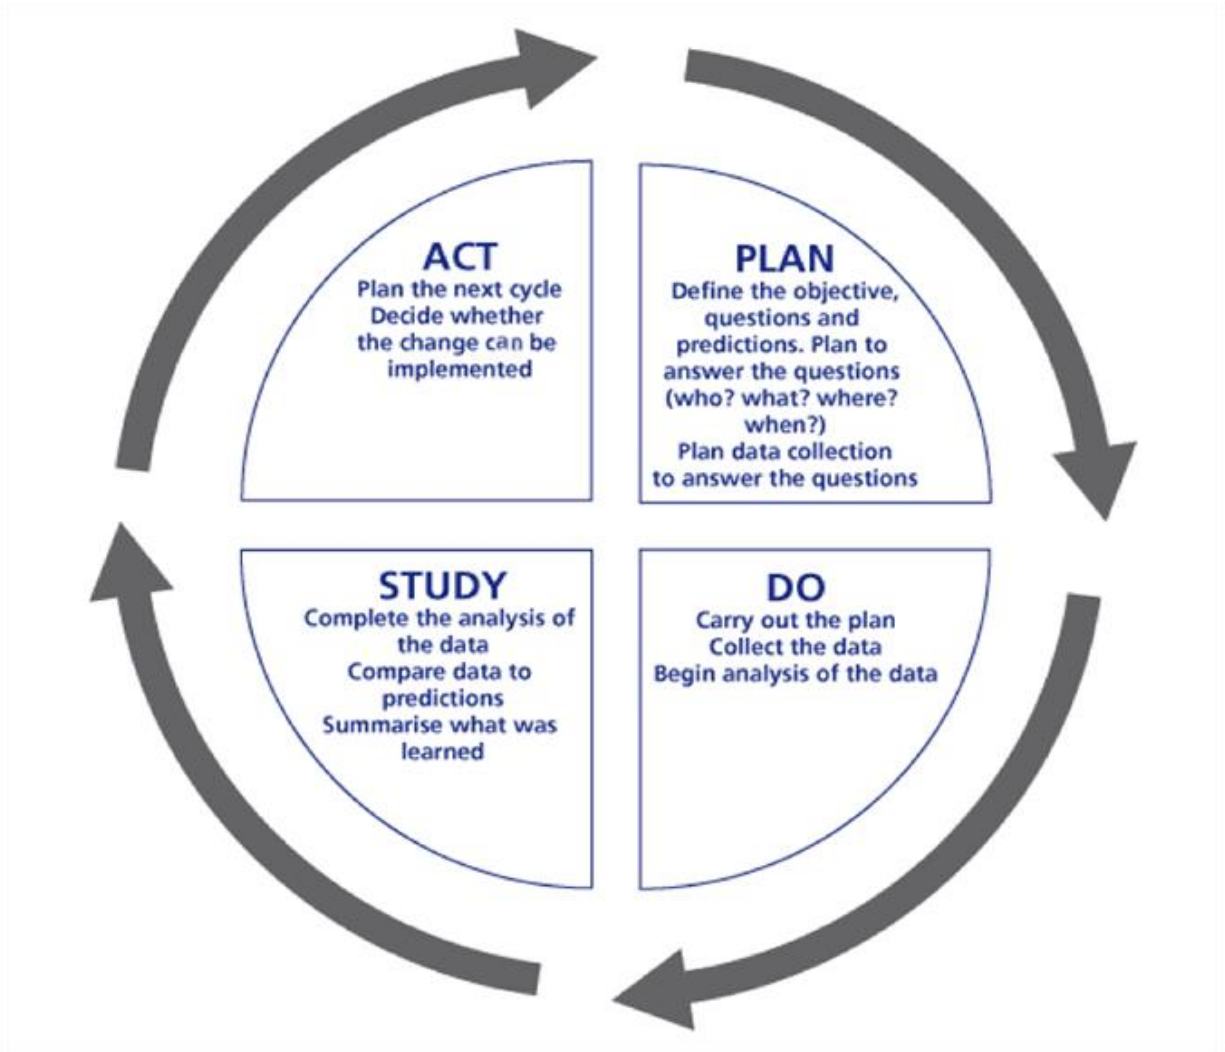 ACT
Plan the next cycle
Decide whether
the change can be
implemented
PLAN
Define the objective,
questions and
predictions. Plan to
answer the questions
(who? what? where?
when?)
Plan data collection
to answer the questions
STUDY
Complete the analysis of
the data
Compare data to
predictions
Summarise what was
learned
DO
Carry out the plan
Collect the data
Begin analysis of the data